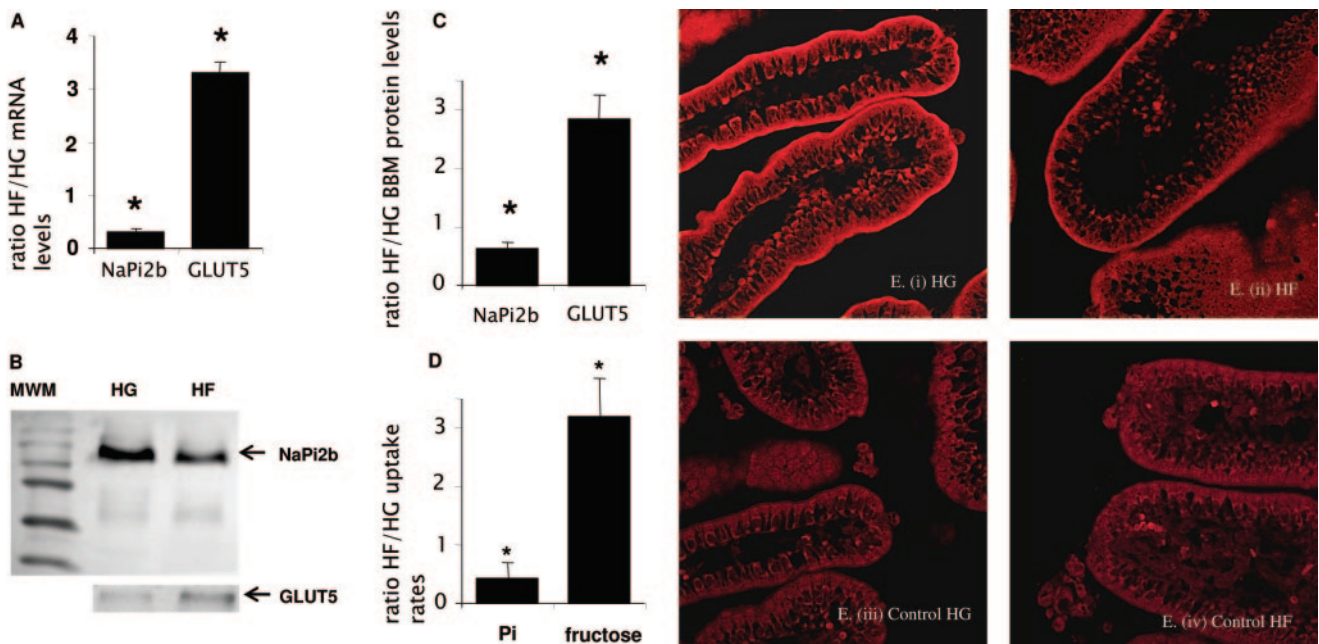 A
ratio HF/HG mRNA
levels
4
3
2
1
0
*
*
NaPi2b
GLUT5
B
MWM
HG
HF
NaPi2b
GLUT5
C
ratio HF/HG BBM protein levels
3
2
1
0
*
*
NaPi2b
GLUT5
D
ratio HF/HG uptake
rates
3
2
1
0
*
*
Pi
fructose
E. (i) HG
E. (ii) HF
E. (iii) Control HG
E. (iv) Control HF